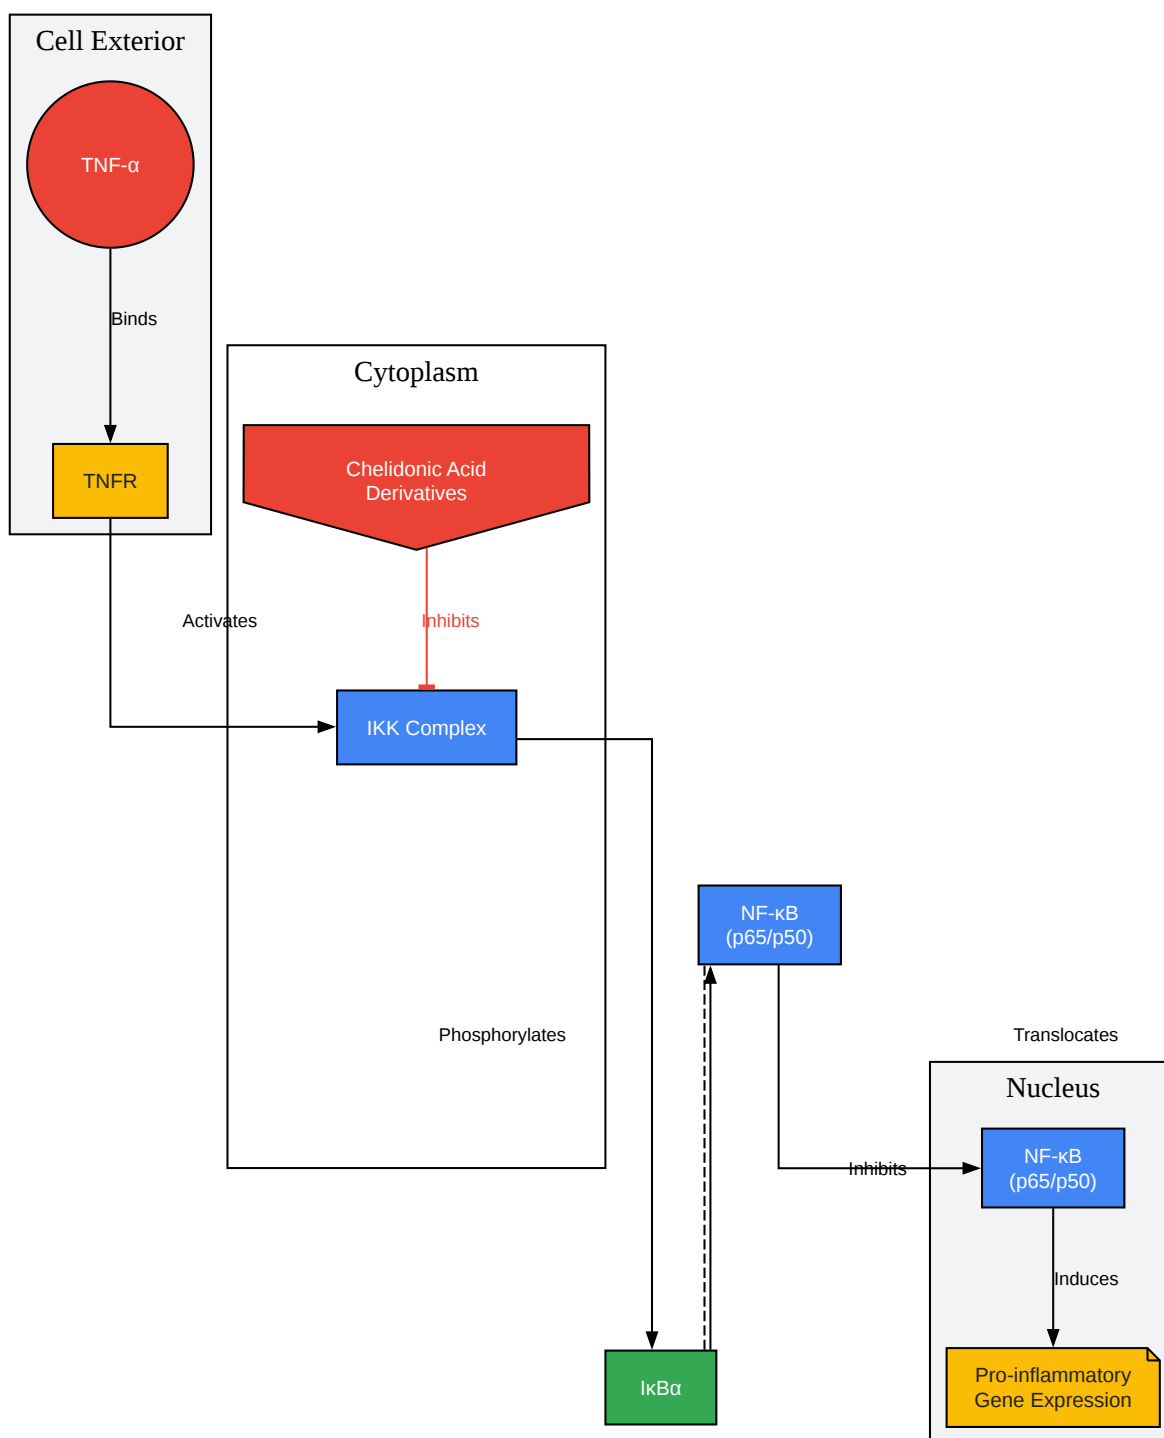 Cell Exterior
TNF-α
Binds
TNFR
Cytoplasm
Chelidonic Acid
Derivatives
Activates
Inhibits
IKK Complex
NF-κB
(p65/p50)
Phosphorylates
Translocates
Nucleus
Inhibits
NF-κB
(p65/p50)
Induces
IκBα
Pro-inflammatory
Gene Expression